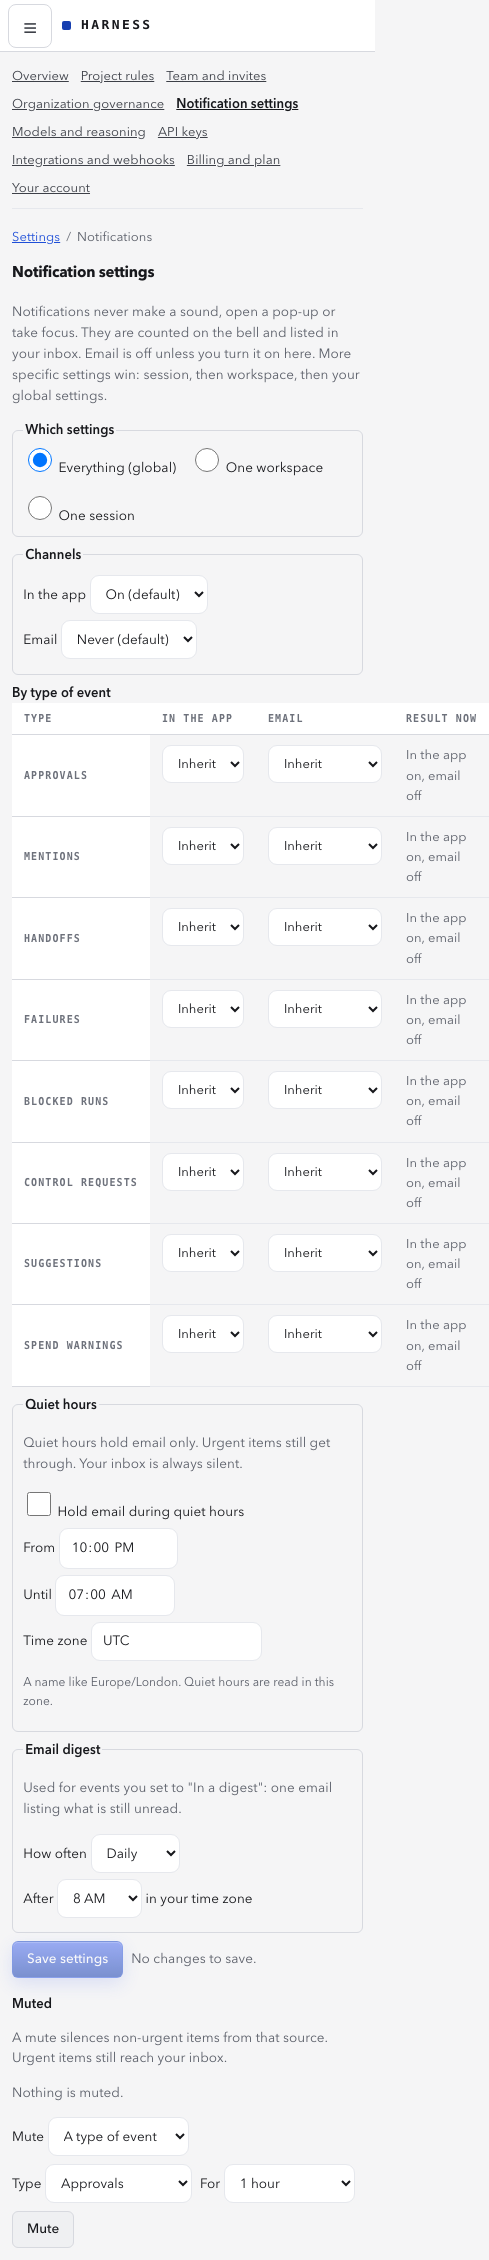 HARNESS
Overview Project rules Team and invites
Organization governance Notification settings
Models and reasoning API keys
Integrations and webhooks Billing and plan
Your account
Settings / Notifications
Notification settings
Notifications never make a sound, open a pop-up or
take focus. They are counted on the bell and listed in
your inbox. Email is off unless you turn it on here. More
specific settings win: session, then workspace, then your
global settings.
Which settings
Everything (global) One workspace
One session
Channels
In the app On (default)
Email Never (default)
By type of event
TYPE IN THE APP EMAIL RESULT NOW
APPROVALS Inherit Inherit In the app
on, email
off
MENTIONS Inherit Inherit In the app
on, email
off
HANDOFFS Inherit Inherit In the app
on, email
off
FAILURES Inherit Inherit In the app
on, email
off
BLOCKED RUNS Inherit Inherit In the app
on, email
off
CONTROL REQUESTS Inherit Inherit In the app
on, email
off
SUGGESTIONS Inherit Inherit In the app
on, email
off
SPEND WARNINGS Inherit Inherit In the app
on, email
off
Quiet hours
Quiet hours hold email only. Urgent items still get
through. Your inbox is always silent.
Hold email during quiet hours
From 10:00 PM
Until 07:00 AM
Time zone UTC
A name like Europe/London. Quiet hours are read in this
zone.
Email digest
Used for events you set to "In a digest": one email
listing what is still unread.
How often Daily
After 8 AM in your time zone
Save settings No changes to save.
Muted
A mute silences non-urgent items from that source.
Urgent items still reach your inbox.
Nothing is muted.
Mute A type of event
Type Approvals For 1 hour
Mute